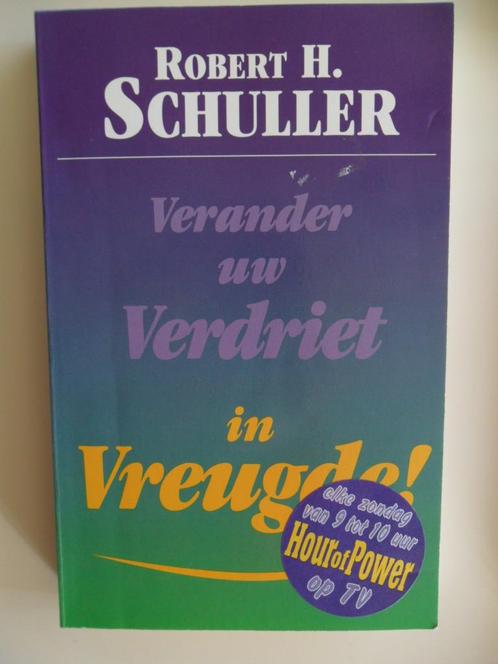 ROBERT H.
SCHULLER
Verander
uw
Verdriet
in
Vreugde!
elke zondag
van 9 tot 10 uur
Hour of Power
op TV